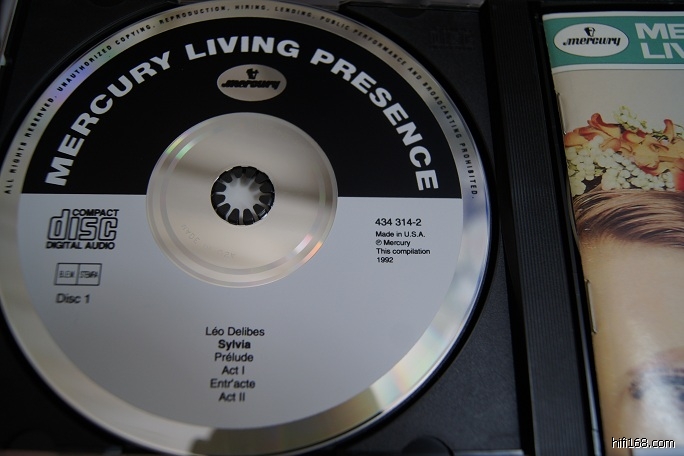 ALL RIGHTS RESERVED. UNAUTHORIZED COPYING, REPRODUCTION, HIRING, LENDING, PUBLIC PERFORMANCE AND BROADCASTING PROHIBITED.
MERCURY LIVING PRESENCE
mercury
COMPACT
disc
DIGITAL AUDIO
BIEM STEMRA
Disc 1
434 314-2
Made in U.S.A.
℗ Mercury
This compilation
1992
Léo Delibes
Sylvia
Prélude
Act I
Entr'acte
Act II
mercury
ME
LIV
hifi168.com